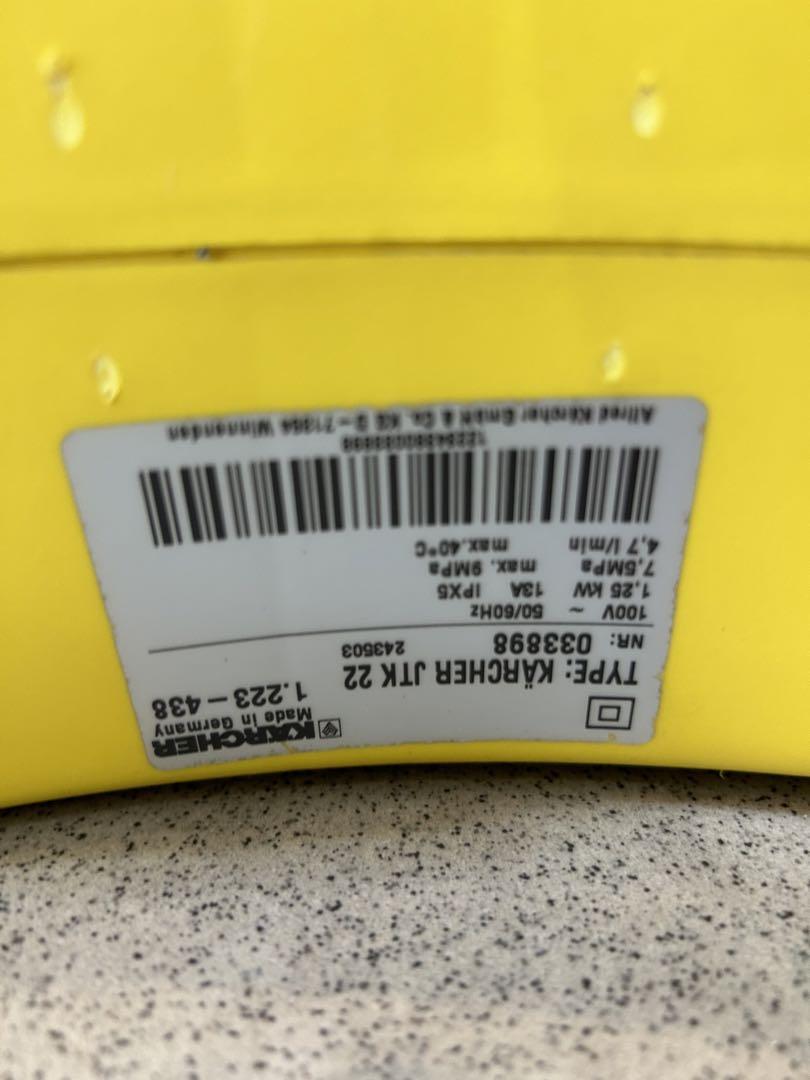 KÄRCHER
Made in Germany
1.223-438
TYPE: KÄRCHER JTK 22
NR: 033898 243503
100V ~ 50/60Hz
1,25 kW 13A IPX5
7,5MPa max. 9MPa
4,7 l/min max.40°C
Alfred Kärcher GmbH & Co. KG D-71364 Winnenden